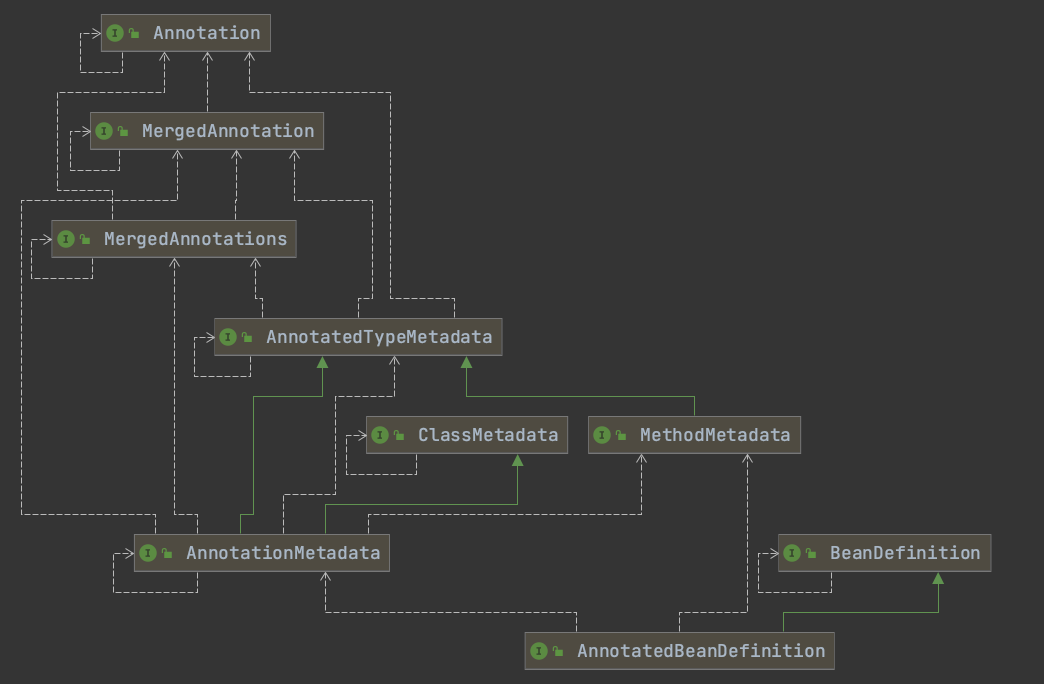 I Annotation
I MergedAnnotation
I MergedAnnotations
I AnnotatedTypeMetadata
I ClassMetadata
I MethodMetadata
I AnnotationMetadata
I BeanDefinition
I AnnotatedBeanDefinition